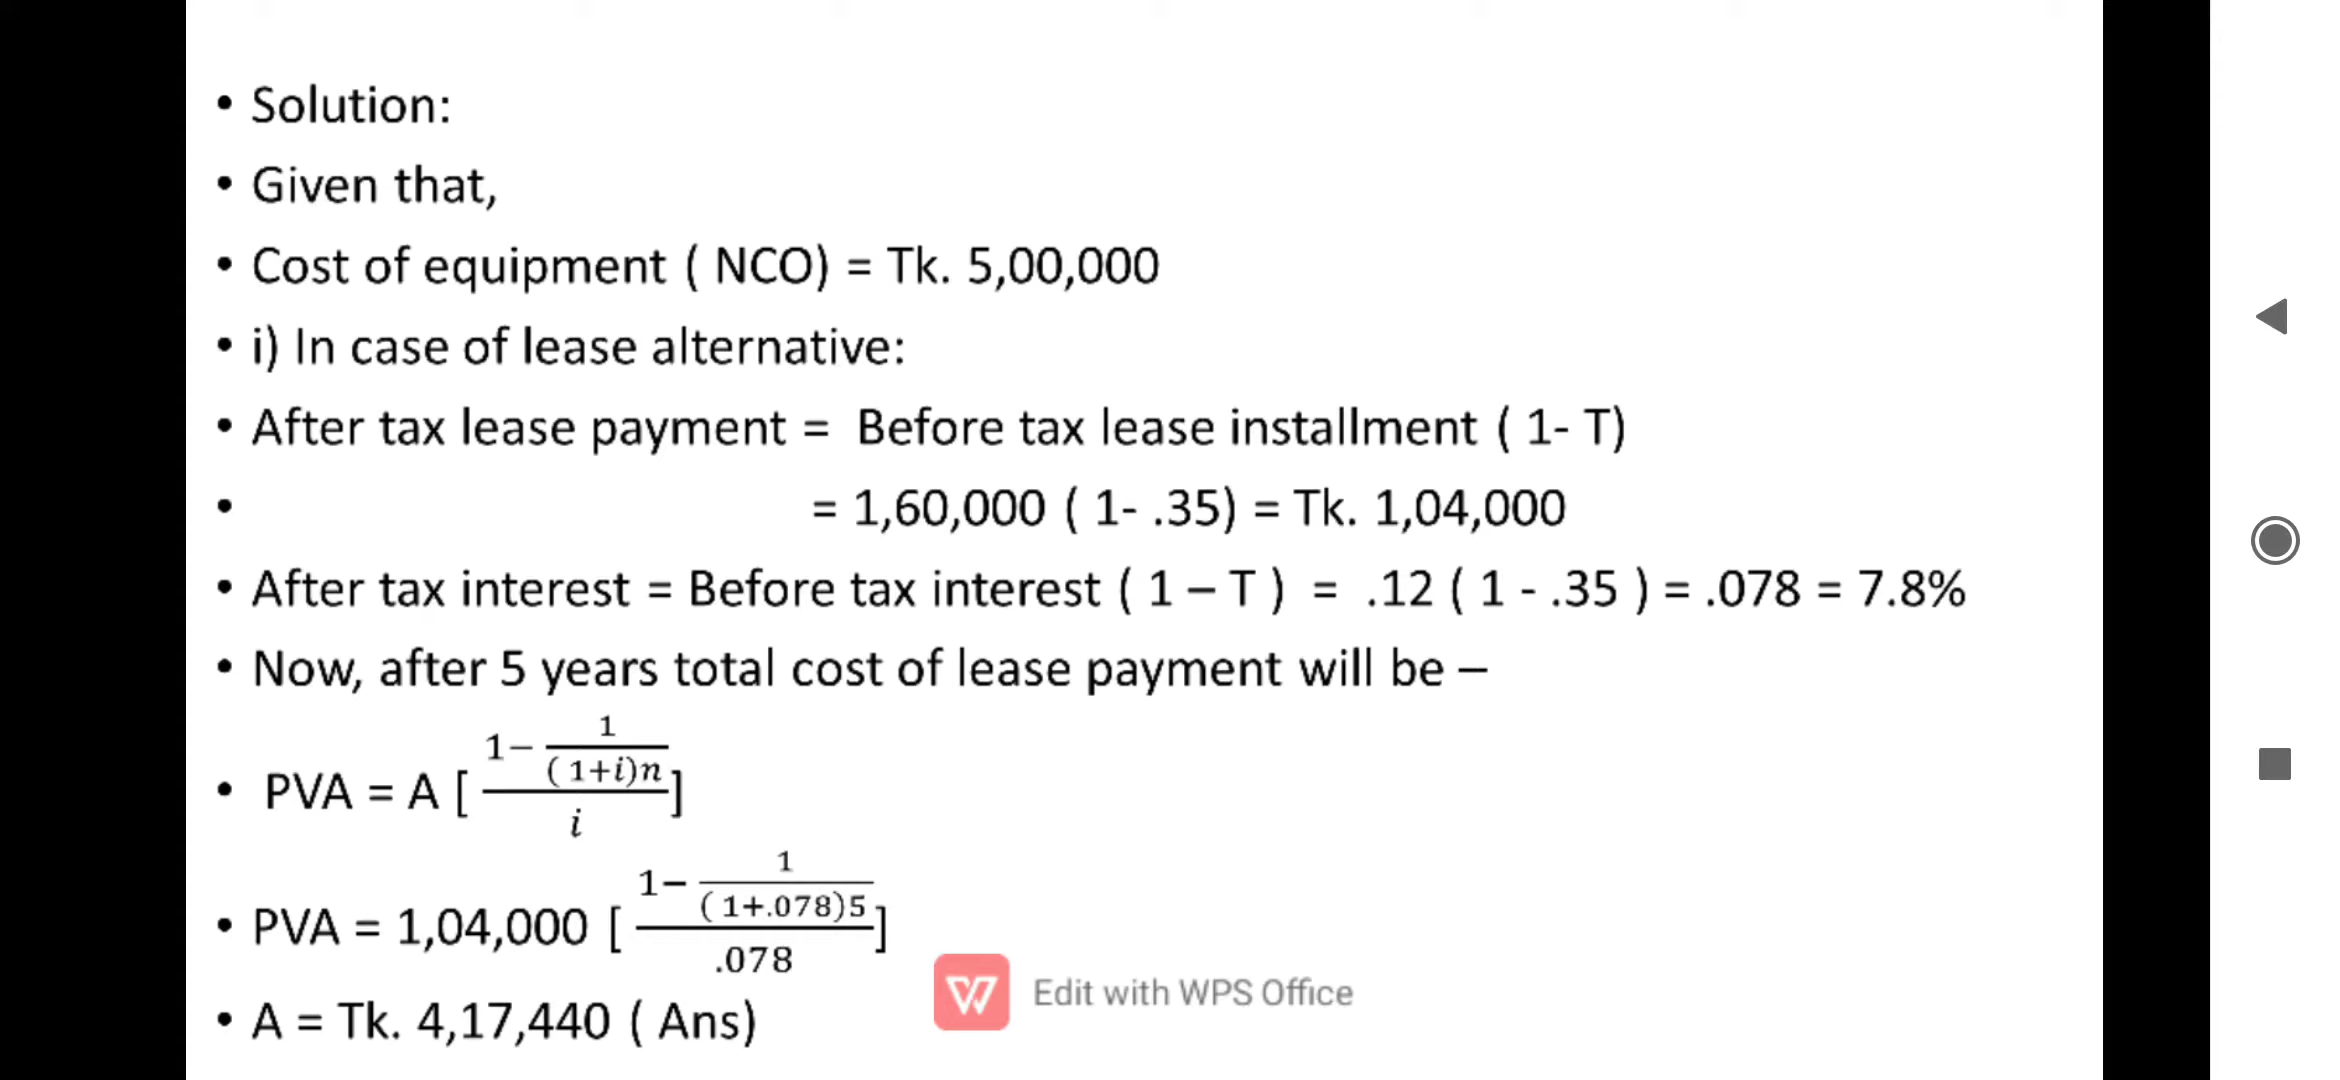 • Solution:
• Given that,
• Cost of equipment ( NCO) = Tk. 5,00,000
• i) In case of lease alternative:
• After tax lease payment = Before tax lease installment ( 1- T)
• = 1,60,000 ( 1- .35) = Tk. 1,04,000
• After tax interest = Before tax interest ( 1 – T ) = .12 ( 1 - .35 ) = .078 = 7.8%
• Now, after 5 years total cost of lease payment will be –
• PVA = A [ (1− 1/(1+i)n) / i ]
• PVA = 1,04,000 [ (1− 1/(1+.078)5) / .078 ]
• A = Tk. 4,17,440 ( Ans)
Edit with WPS Office